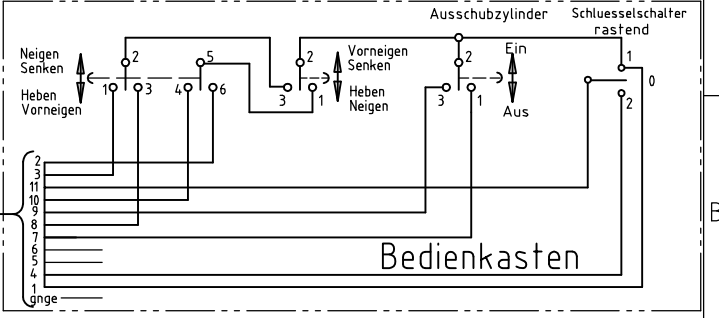 Ausschubzylinder
Schluesselschalter
rastend
Neigen
Senken
Heben
Vorneigen
2
1
3
5
4
6
2
3
1
Vorneigen
Senken
Heben
Neigen
2
3
1
Ein
Aus
1
0
2
2
3
11
10
9
8
7
6
5
4
1
gnge
Bedienkasten